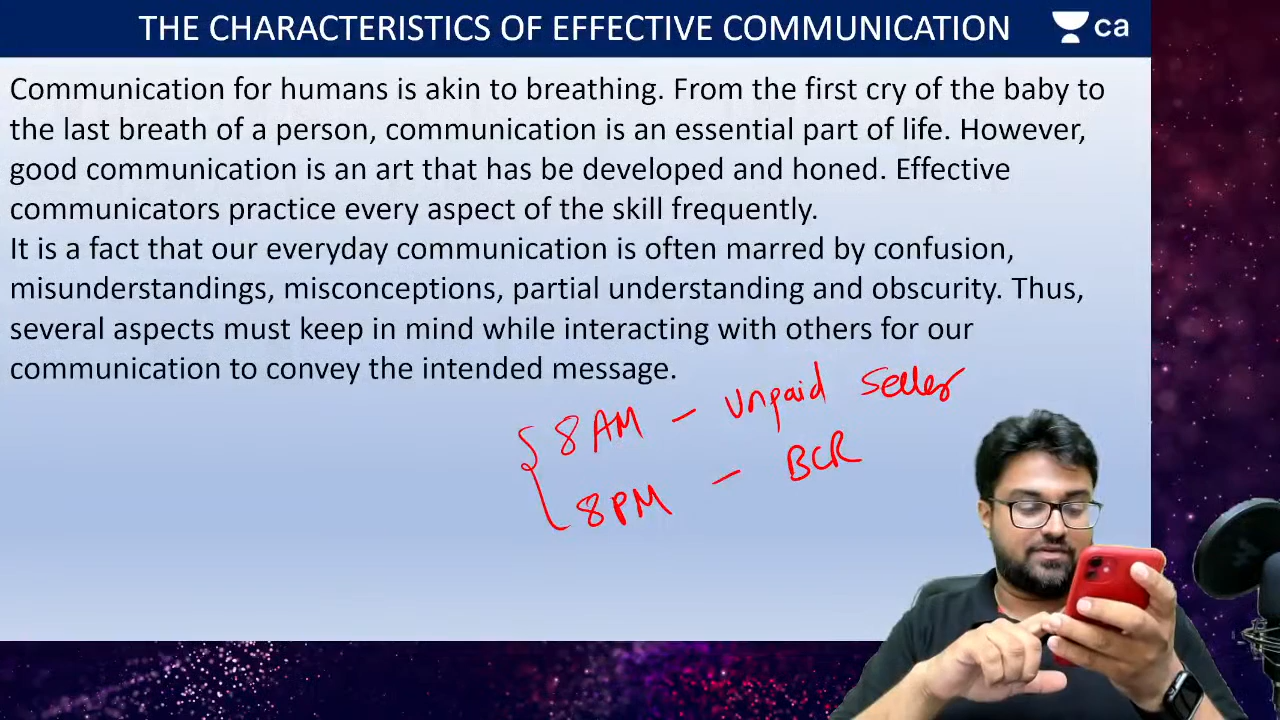 THE CHARACTERISTICS OF EFFECTIVE COMMUNICATION
ca
Communication for humans is akin to breathing. From the first cry of the baby to
the last breath of a person, communication is an essential part of life. However,
good communication is an art that has be developed and honed. Effective
communicators practice every aspect of the skill frequently.
It is a fact that our everyday communication is often marred by confusion,
misunderstandings, misconceptions, partial understanding and obscurity. Thus,
several aspects must keep in mind while interacting with others for our
communication to convey the intended message.
8 AM – Unpaid Seller
8 PM – BCR